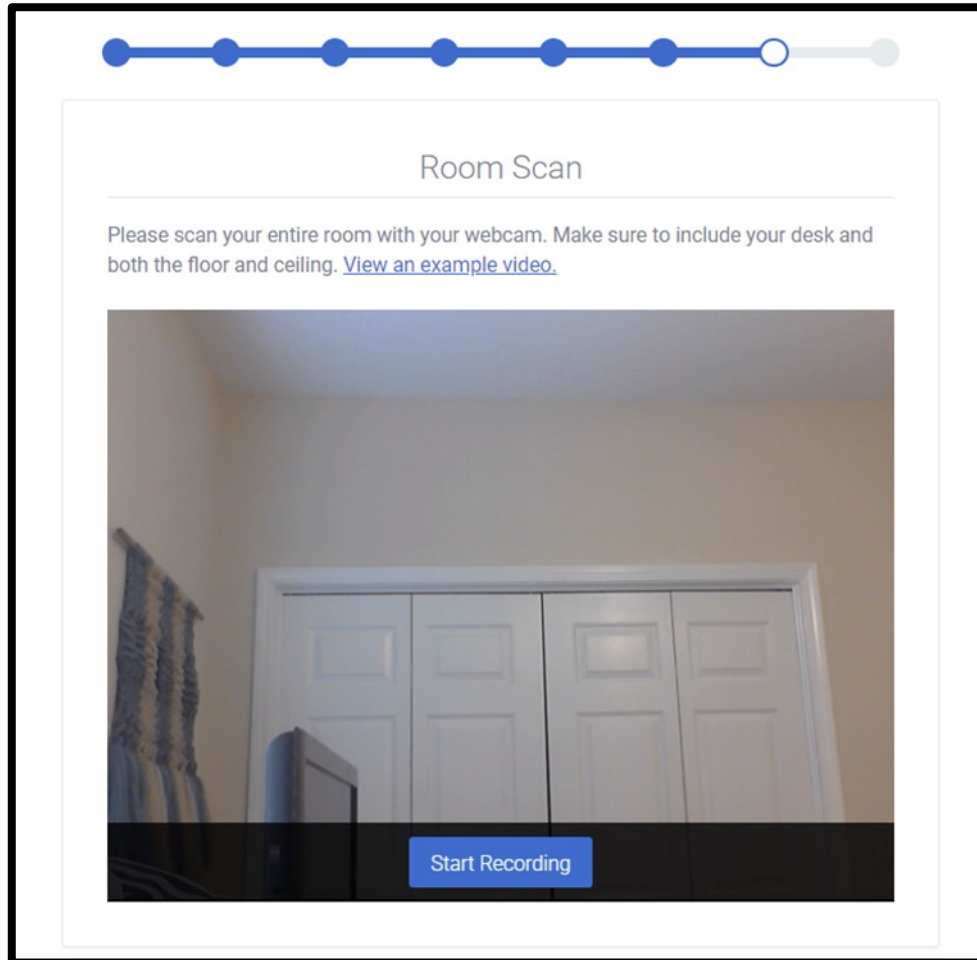 Room Scan
Please scan your entire room with your webcam. Make sure to include your desk and
both the floor and ceiling. View an example video.
Start Recording